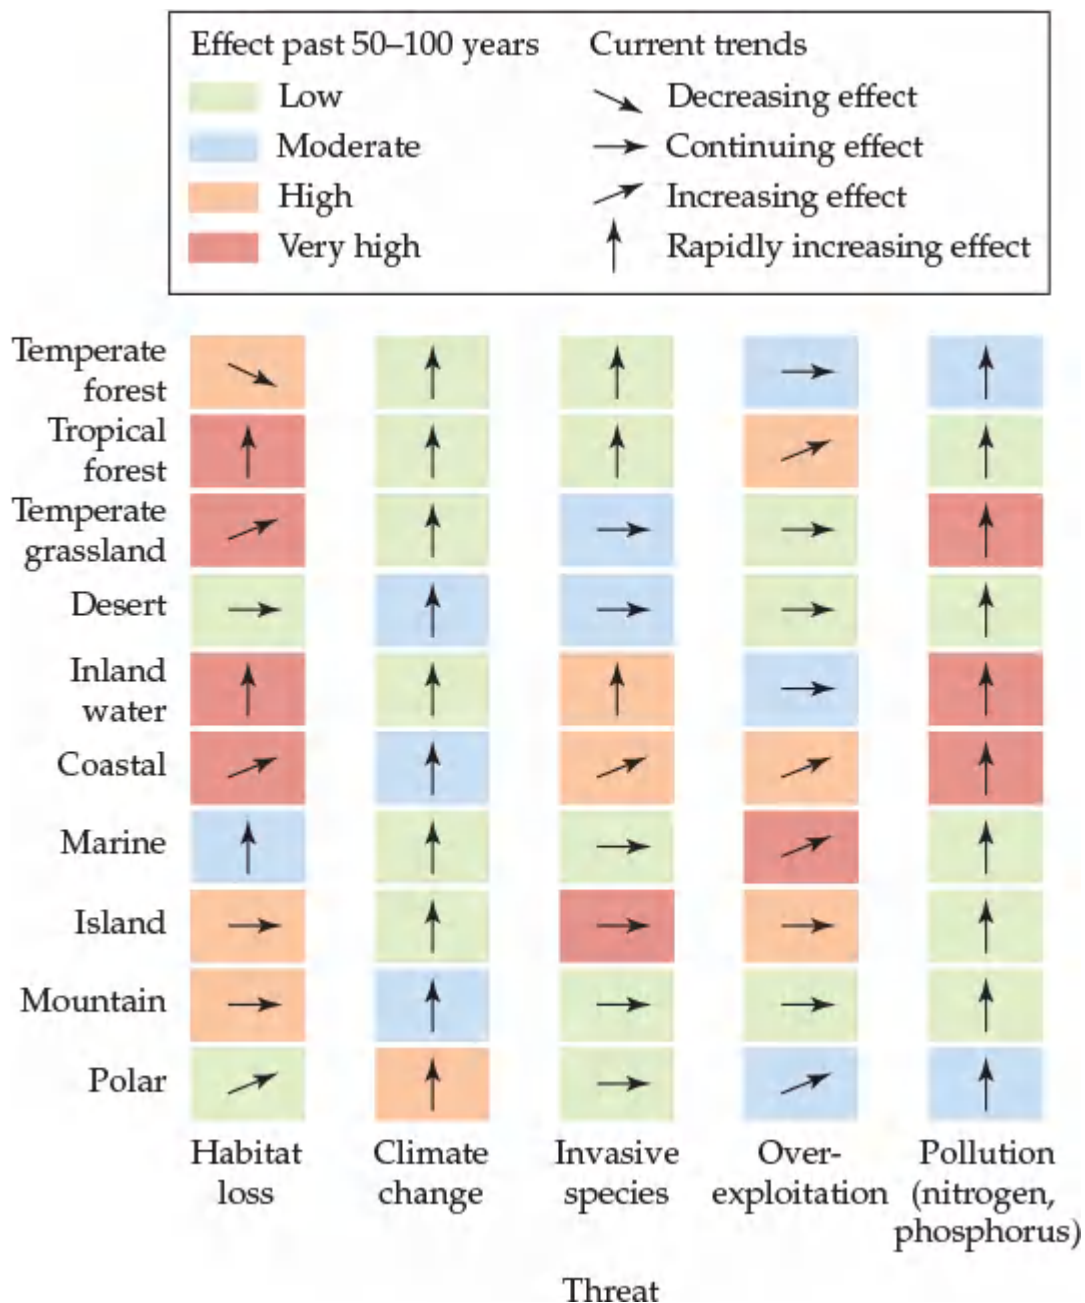 Effect past 50–100 years
Current trends
Low
Decreasing effect
Moderate
Continuing effect
High
Increasing effect
Very high
Rapidly increasing effect
Temperate
forest
Tropical
forest
Temperate
grassland
Desert
Inland
water
Coastal
Marine
Island
Mountain
Polar
Habitat
loss
Climate
change
Invasive
species
Over-
exploitation
Pollution
(nitrogen,
phosphorus)
Threat